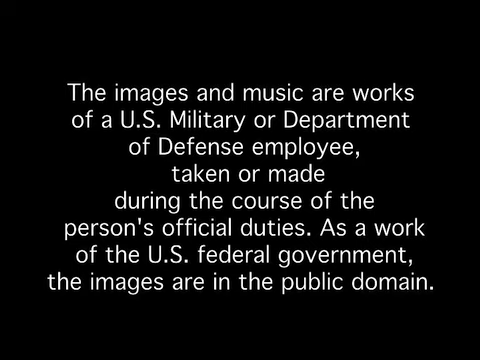 The images and music are works
of a U.S. Military or Department
of Defense employee,
taken or made
during the course of the
person's official duties. As a work
of the U.S. federal government,
the images are in the public domain.